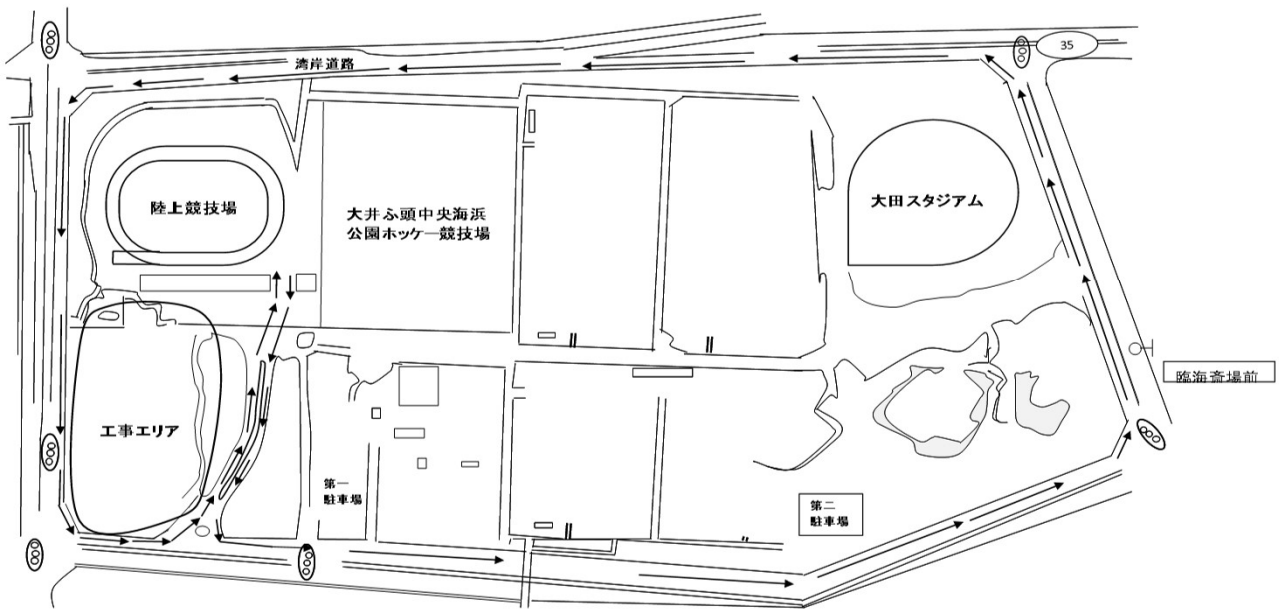 35
湾岸道路
陸上競技場
大井ふ頭中央海浜
公園ホッケー競技場
大田スタジアム
臨海斎場前
工事エリア
第一
駐車場
第二
駐車場